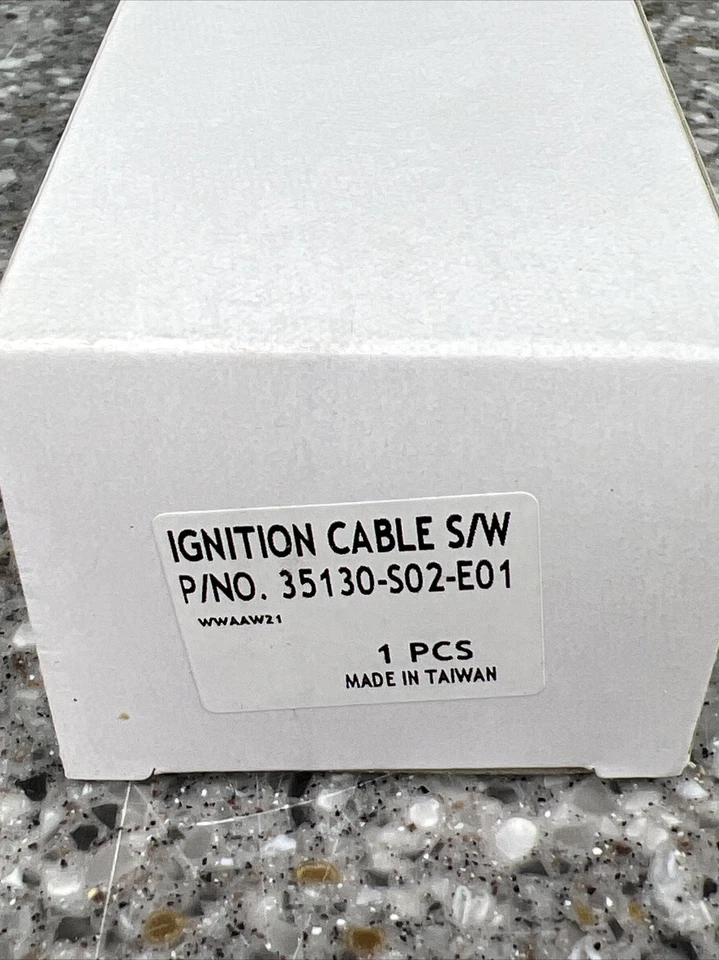 IGNITION CABLE S/W
P/NO. 35130-S02-E01
WWAAW21
1 PCS
MADE IN TAIWAN